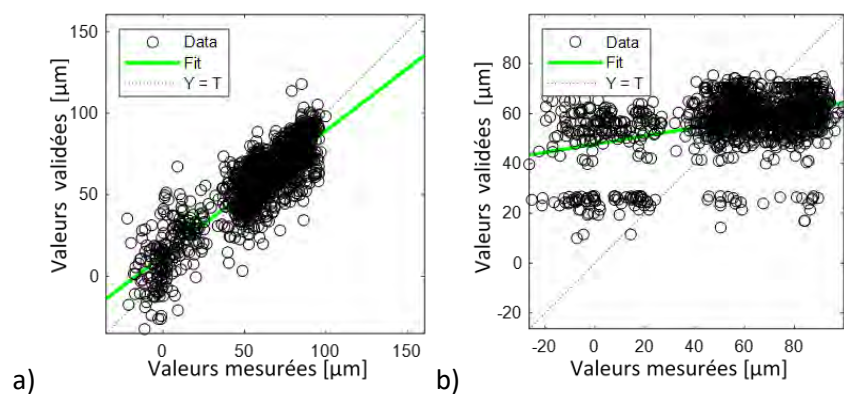 160
150
100
50
0
0
50
100
150
Valeurs validées [µm]
Valeurs mesurées [µm]
Data
Fit
Y = T
a)
80
60
40
20
0
-20
-20
0
20
40
60
80
Valeurs validées [µm]
Valeurs mesurées [µm]
Data
Fit
Y = T
b)